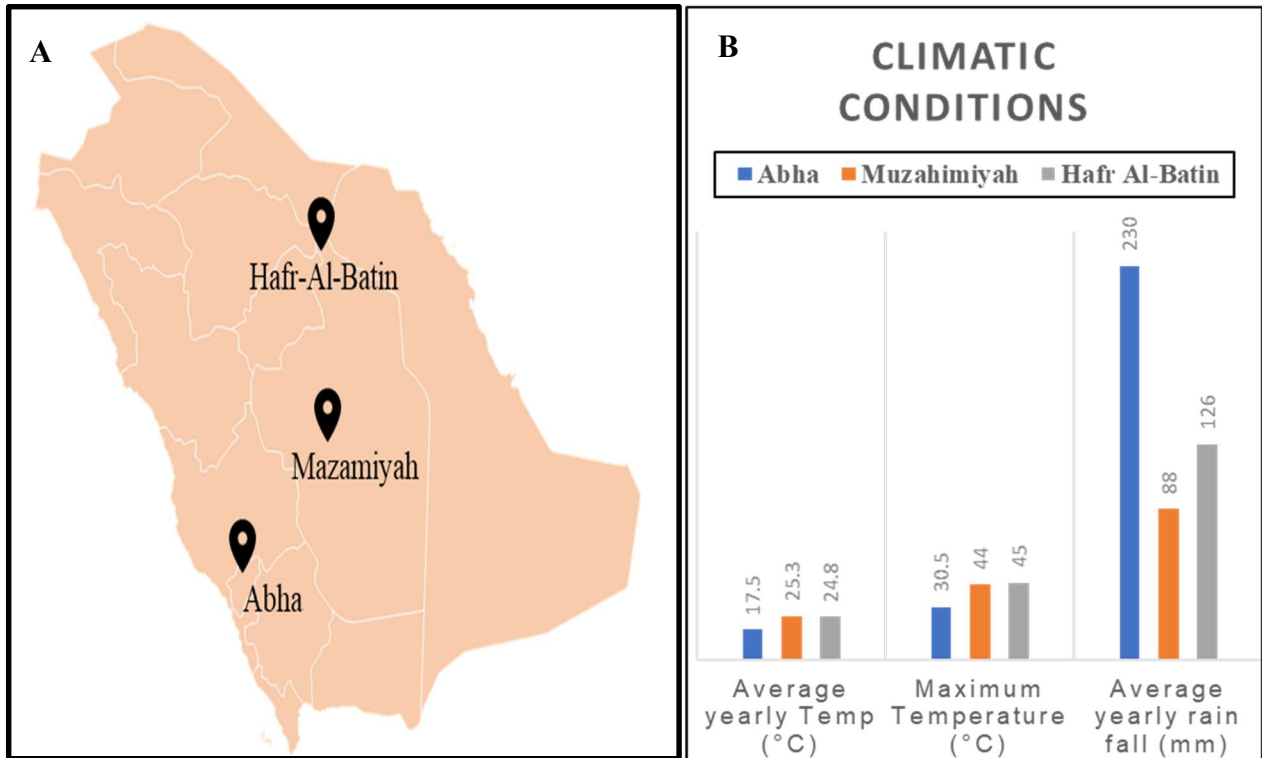 A
Hafr-Al-Batin
Mazamiyah
Abha
B
CLIMATIC
CONDITIONS
Abha Muzahimiyah Hafr Al-Batin
17.5
25.3
24.8
30.5
44
45
230
88
126
Average
yearly Temp
(°C)
Maximum
Temperature
(°C)
Average
yearly rain
fall (mm)